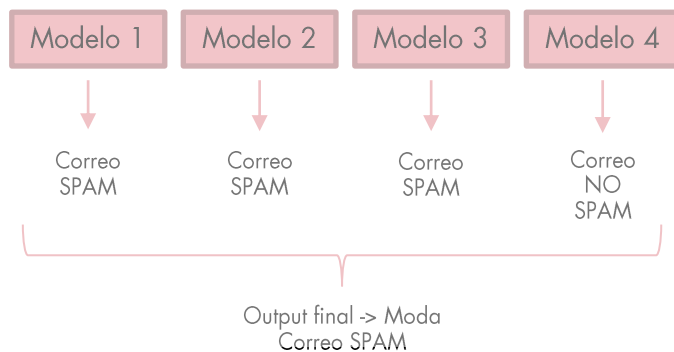 Modelo 1
Modelo 2
Modelo 3
Modelo 4
Correo
SPAM
Correo
SPAM
Correo
SPAM
Correo
NO
SPAM
Output final -> Moda
Correo SPAM